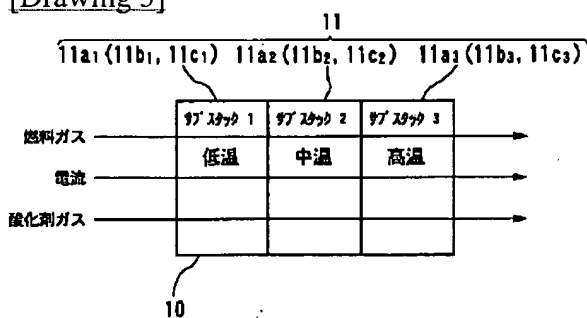 [Drawing 3]
11
11a1(11b1, 11c1) 11a2(11b2, 11c2) 11a3(11b3, 11c3)
サブスタック 1 サブスタック 2 サブスタック 3
燃料ガス
低温 中温 高温
電流
酸化剤ガス
10